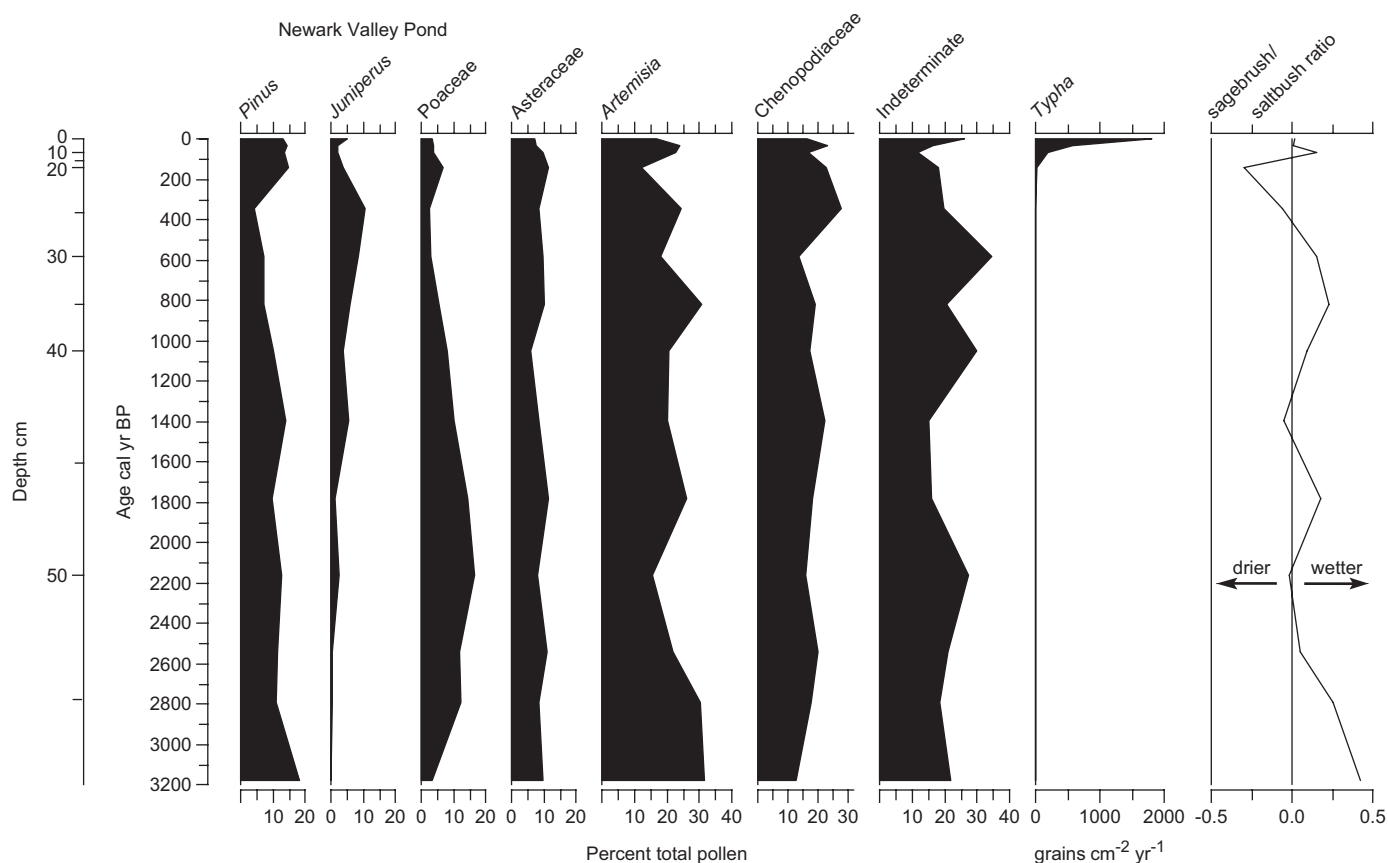 Newark Valley Pond
Pinus
Juniperus
Poaceae
Asteraceae
Artemisia
Chenopodiaceae
Indeterminate
Typha
sagebrush/
saltbush ratio
Depth cm
0
10
20
30
40
50
Age cal yr BP
0
200
400
600
800
1000
1200
1400
1600
1800
2000
2200
2400
2600
2800
3000
3200
drier
wetter
10 20
0 10 20
0 10 20
0 10 20
10 20 30 40
10 20 30
10 20 30 40
0 1000 2000
-0.5 0.0 0.5
Percent total pollen
grains cm-2 yr-1